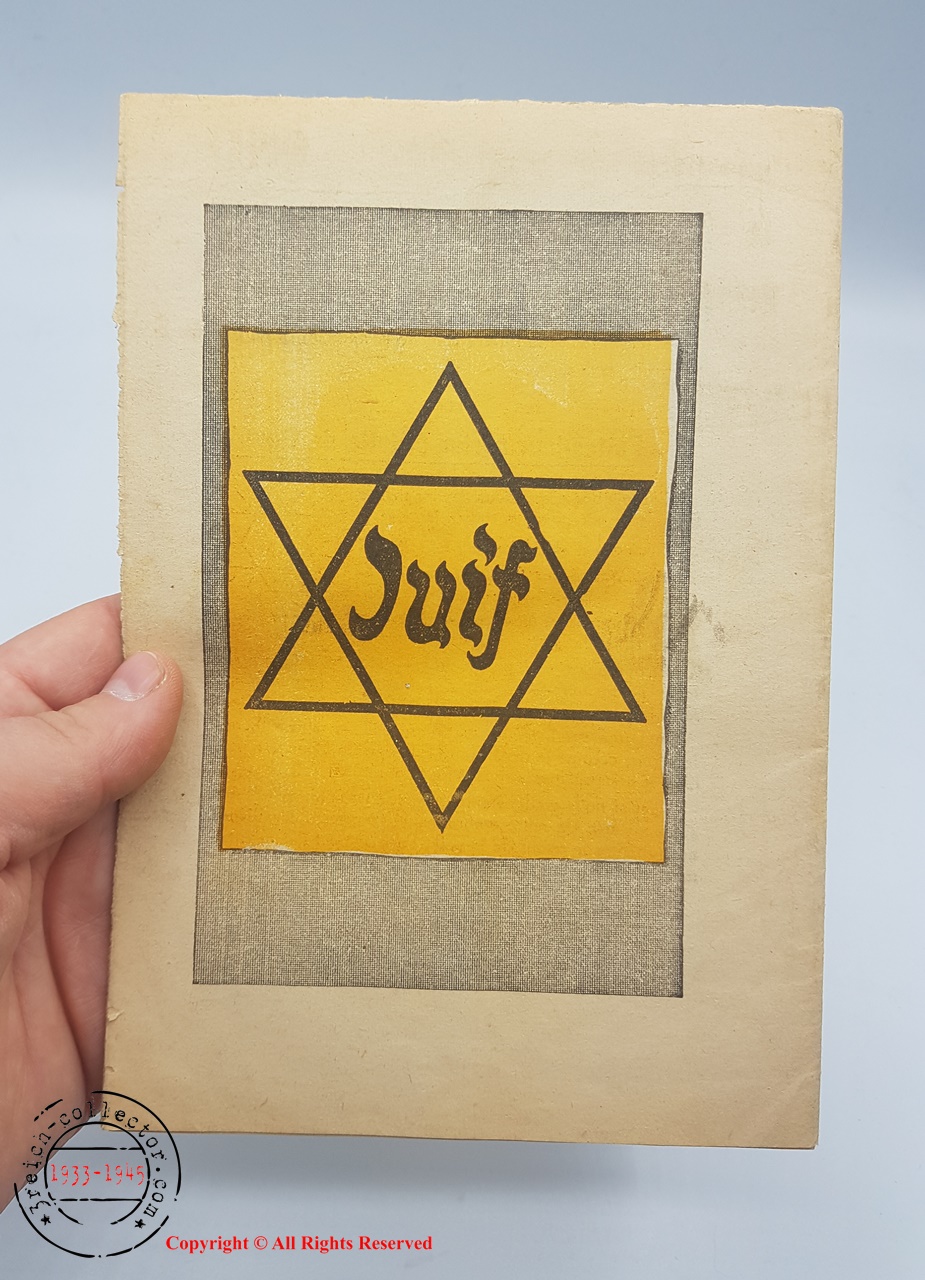 Juif
3reich-collector.com
1933-1945
Copyright © All Rights Reserved